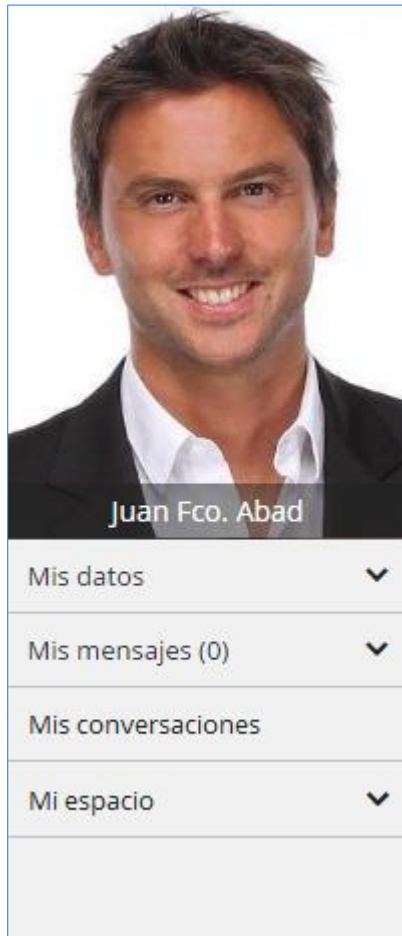 Juan Fco. Abad
Mis datos
Mis mensajes (0)
Mis conversaciones
Mi espacio